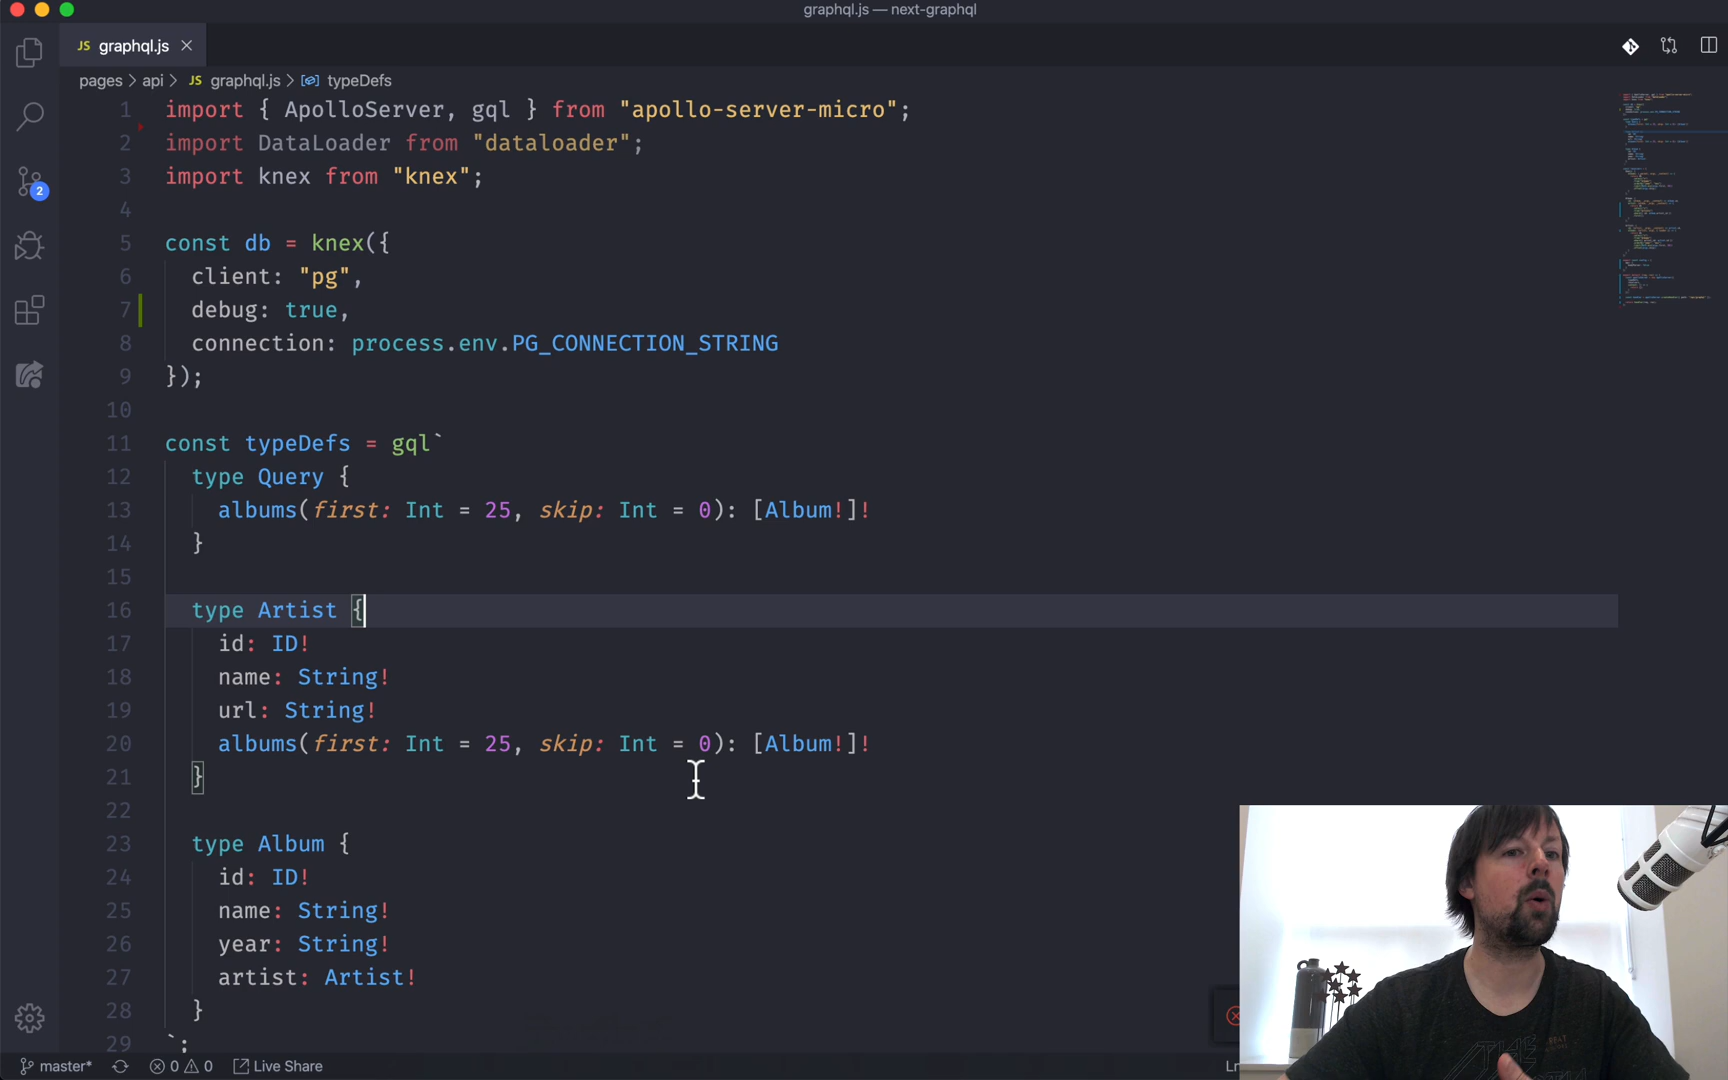 graphql.js — next-graphql
JS graphql.js
pages > api > JS graphql.js > typeDefs
1 import { ApolloServer, gql } from "apollo-server-micro";
2 import DataLoader from "dataloader";
3 import knex from "knex";
4
5 const db = knex({
6 client: "pg",
7 debug: true,
8 connection: process.env.PG_CONNECTION_STRING
9 });
10
11 const typeDefs = gql`
12 type Query {
13 albums(first: Int = 25, skip: Int = 0): [Album!]!
14 }
15
16 type Artist {
17 id: ID!
18 name: String!
19 url: String!
20 albums(first: Int = 25, skip: Int = 0): [Album!]!
21 }
22
23 type Album {
24 id: ID!
25 name: String!
26 year: String!
27 artist: Artist!
28 }
29 `;
2
master* 0 0 Live Share